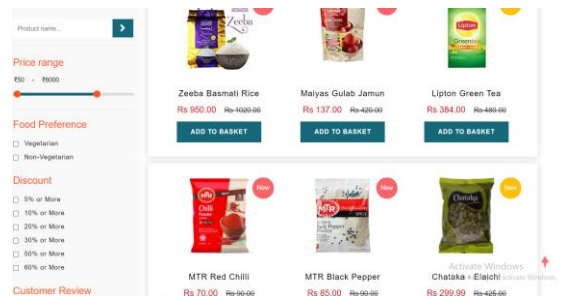 Product name...
Price range
₹50 - ₹6000
Food Preference
Vegetarian
Non-Vegetarian
Discount
5% or More
10% or More
20% or More
30% or More
50% or More
60% or More
Customer Review
Zeeba
Lipton
Zeeba Basmati Rice
Maiyas Gulab Jamun
Lipton Green Tea
Rs 950.00 Rs 1020.00
Rs 137.00 Rs 420.00
Rs 384.00 Rs 480.00
ADD TO BASKET
ADD TO BASKET
ADD TO BASKET
MTR
Chilli
New
MTR
SPICE
New
Chataka
New
MTR Red Chilli
MTR Black Pepper
Chataka - Elaichi
Rs 70.00 Rs 90.00
Rs 85.00 Rs 90.00
Rs 299.99 Rs 425.00
Activate Windows